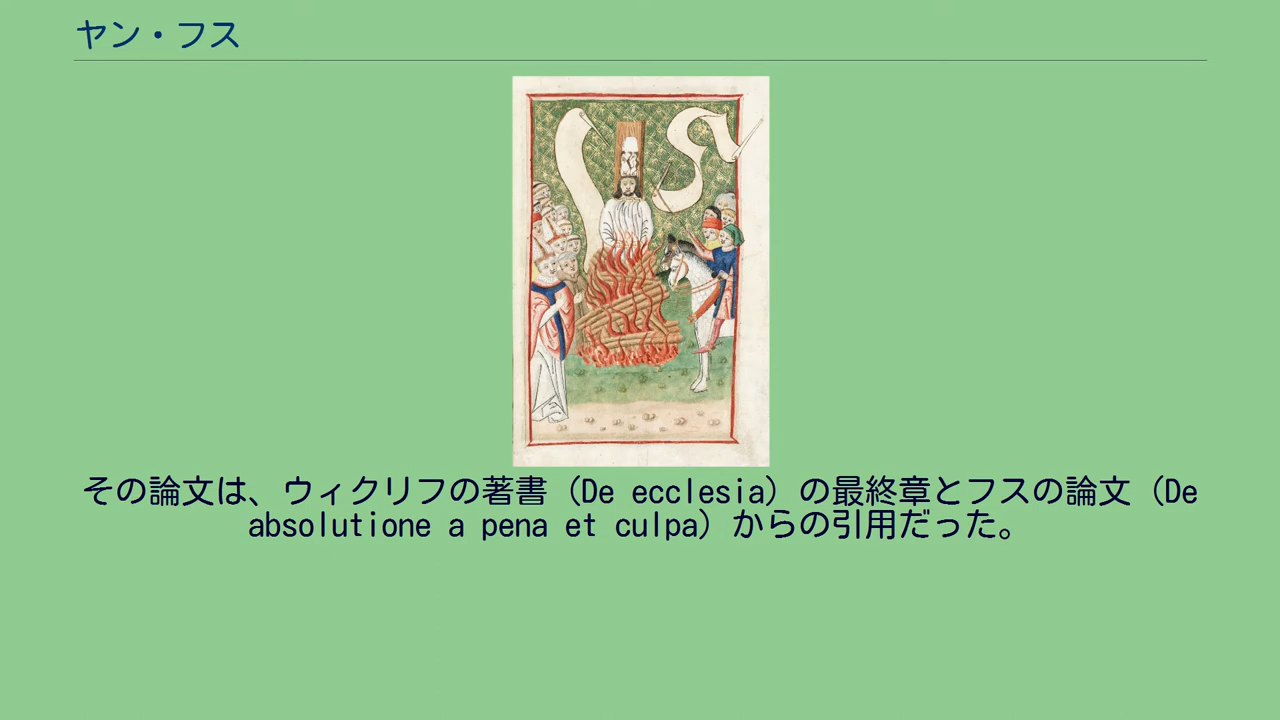 ヤン・フス
その論文は、ウィクリフの著書（De ecclesia）の最終章とフスの論文（De
absolutione a pena et culpa）からの引用だった。